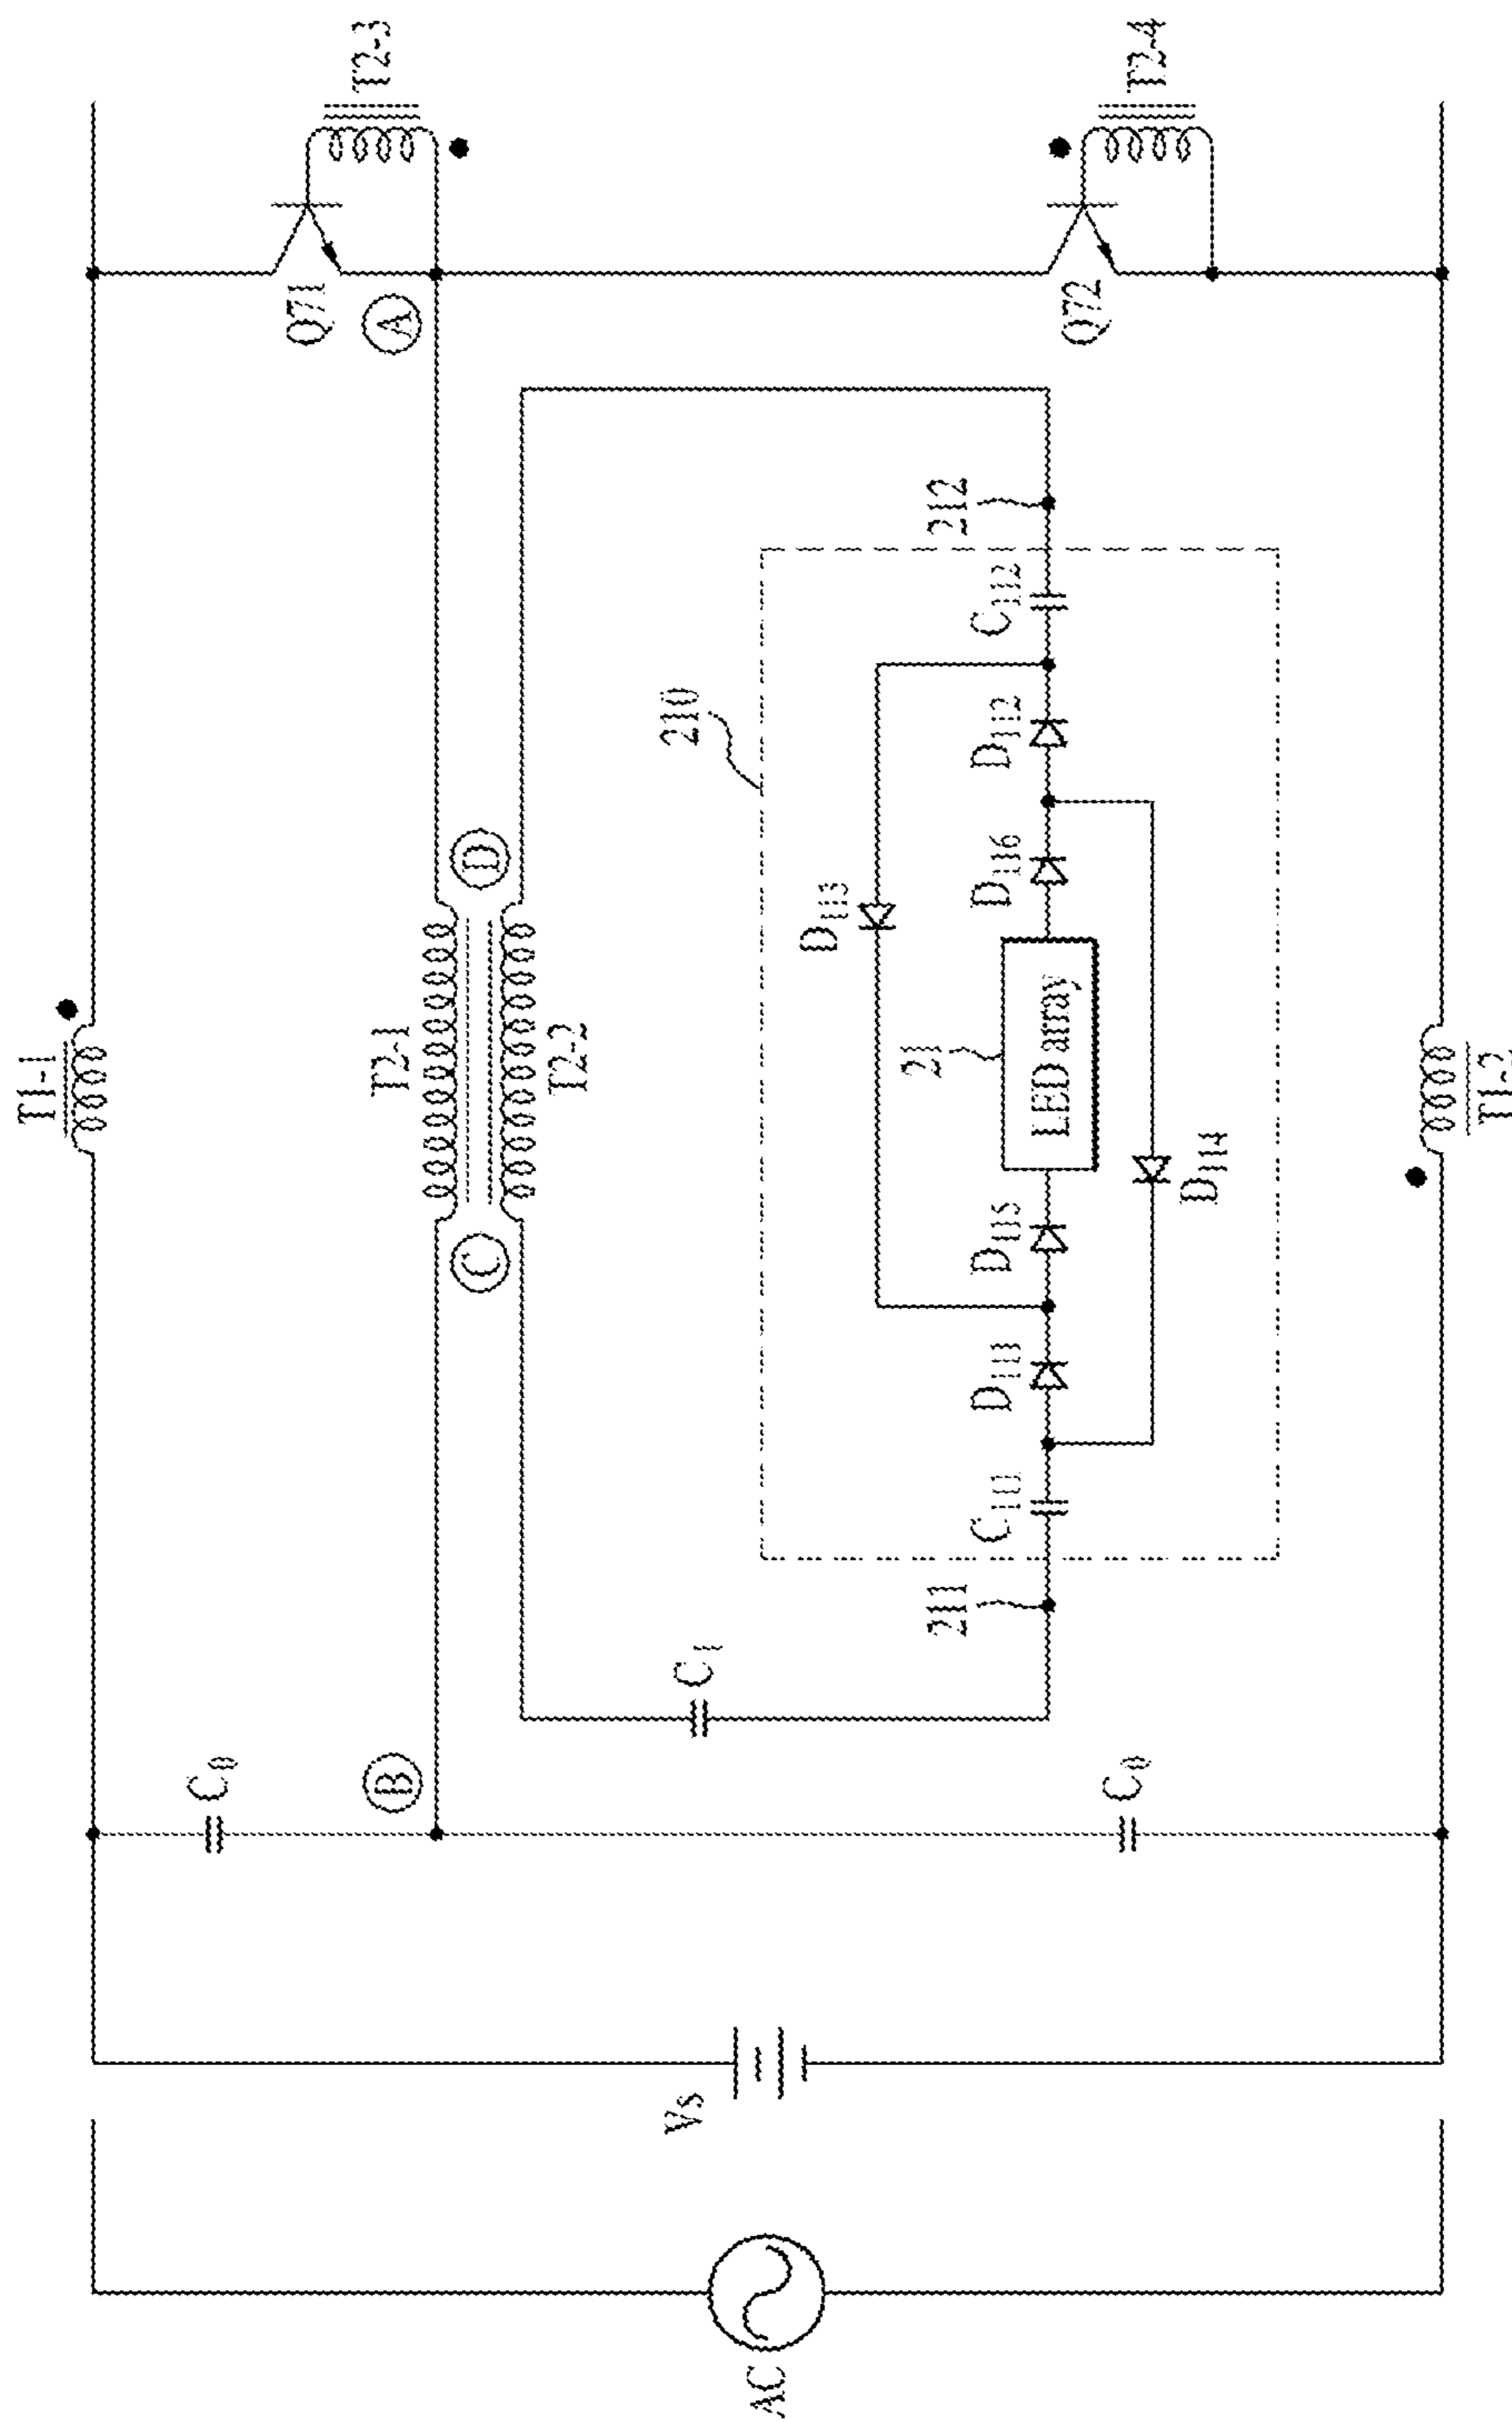 T1-1
C0
Q71
T2-3
B
T2-1
A
C
D
T2-2
Vs
C1
210
AC
D113
211
21
212
C111
D111
D115
D116
D112
C112
LED array
Q72
C0
T2-4
D114
T1-2